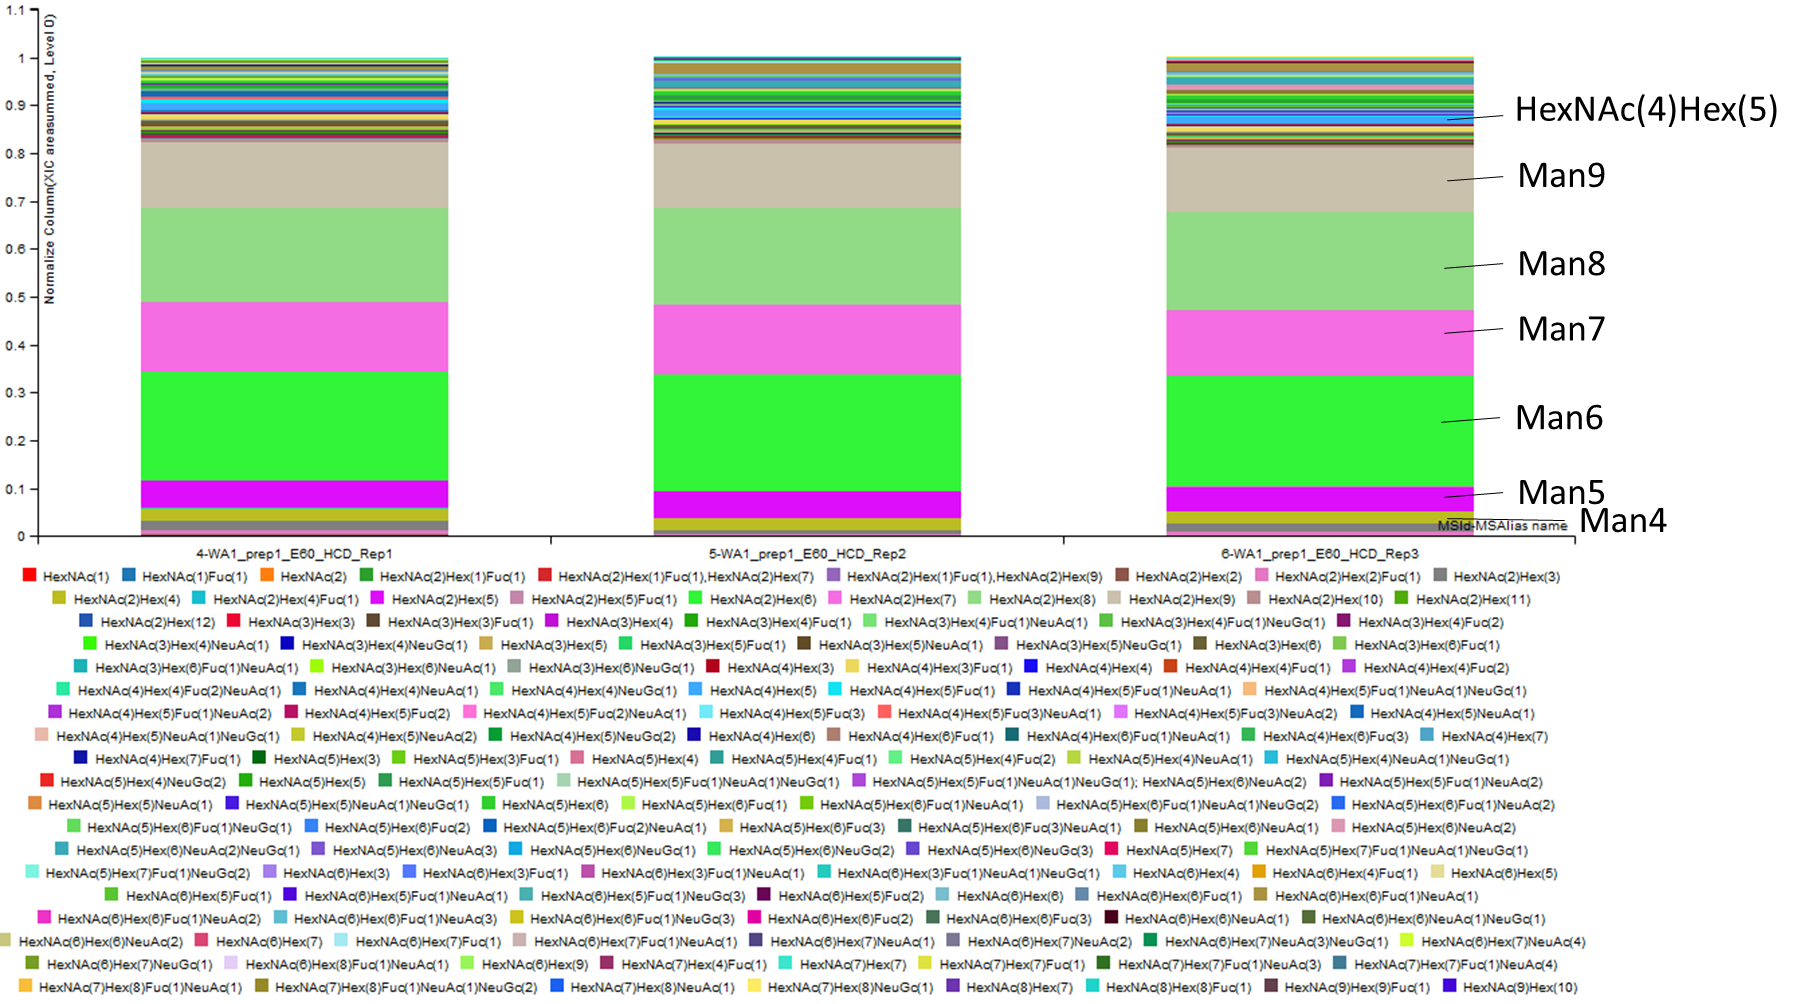 1.1
1
0.9
0.8
0.7
0.6
0.5
0.4
0.3
0.2
0.1
0
Normalize Column(XIC areasummed, Level 0)
HexNAc(4)Hex(5)
Man9
Man8
Man7
Man6
Man5
Man4
MSId-MSAlias name
4-WA1_prep1_E60_HCD_Rep1 5-WA1_prep1_E60_HCD_Rep2 6-WA1_prep1_E60_HCD_Rep3
HexNAc(1) HexNAc(1)Fuc(1) HexNAc(2) HexNAc(2)Hex(1)Fuc(1) HexNAc(2)Hex(1)Fuc(1),HexNAc(2)Hex(7) HexNAc(2)Hex(1)Fuc(1),HexNAc(2)Hex(9) HexNAc(2)Hex(2) HexNAc(2)Hex(2)Fuc(1) HexNAc(2)Hex(3)
HexNAc(2)Hex(4) HexNAc(2)Hex(4)Fuc(1) HexNAc(2)Hex(5) HexNAc(2)Hex(5)Fuc(1) HexNAc(2)Hex(6) HexNAc(2)Hex(7) HexNAc(2)Hex(8) HexNAc(2)Hex(9) HexNAc(2)Hex(10) HexNAc(2)Hex(11)
HexNAc(2)Hex(12) HexNAc(3)Hex(3) HexNAc(3)Hex(3)Fuc(1) HexNAc(3)Hex(4) HexNAc(3)Hex(4)Fuc(1) HexNAc(3)Hex(4)Fuc(1)NeuAc(1) HexNAc(3)Hex(4)Fuc(1)NeuGc(1) HexNAc(3)Hex(4)Fuc(2)
HexNAc(3)Hex(4)NeuAc(1) HexNAc(3)Hex(4)NeuGc(1) HexNAc(3)Hex(5) HexNAc(3)Hex(5)Fuc(1) HexNAc(3)Hex(5)NeuAc(1) HexNAc(3)Hex(5)NeuGc(1) HexNAc(3)Hex(6) HexNAc(3)Hex(6)Fuc(1)
HexNAc(3)Hex(6)Fuc(1)NeuAc(1) HexNAc(3)Hex(6)NeuAc(1) HexNAc(3)Hex(6)NeuGc(1) HexNAc(4)Hex(3) HexNAc(4)Hex(3)Fuc(1) HexNAc(4)Hex(4) HexNAc(4)Hex(4)Fuc(1) HexNAc(4)Hex(4)Fuc(2)
HexNAc(4)Hex(4)Fuc(2)NeuAc(1) HexNAc(4)Hex(4)NeuAc(1) HexNAc(4)Hex(4)NeuGc(1) HexNAc(4)Hex(5) HexNAc(4)Hex(5)Fuc(1) HexNAc(4)Hex(5)Fuc(1)NeuAc(1) HexNAc(4)Hex(5)Fuc(1)NeuAc(1)NeuGc(1)
HexNAc(4)Hex(5)Fuc(1)NeuAc(2) HexNAc(4)Hex(5)Fuc(2) HexNAc(4)Hex(5)Fuc(2)NeuAc(1) HexNAc(4)Hex(5)Fuc(3) HexNAc(4)Hex(5)Fuc(3)NeuAc(1) HexNAc(4)Hex(5)Fuc(3)NeuAc(2) HexNAc(4)Hex(5)NeuAc(1)
HexNAc(4)Hex(5)NeuAc(1)NeuGc(1) HexNAc(4)Hex(5)NeuAc(2) HexNAc(4)Hex(5)NeuGc(2) HexNAc(4)Hex(6) HexNAc(4)Hex(6)Fuc(1) HexNAc(4)Hex(6)Fuc(1)NeuAc(1) HexNAc(4)Hex(6)Fuc(3) HexNAc(4)Hex(7)
HexNAc(4)Hex(7)Fuc(1) HexNAc(5)Hex(3) HexNAc(5)Hex(3)Fuc(1) HexNAc(5)Hex(4) HexNAc(5)Hex(4)Fuc(1) HexNAc(5)Hex(4)Fuc(2) HexNAc(5)Hex(4)NeuAc(1) HexNAc(5)Hex(4)NeuAc(1)NeuGc(1)
HexNAc(5)Hex(4)NeuGc(2) HexNAc(5)Hex(5) HexNAc(5)Hex(5)Fuc(1) HexNAc(5)Hex(5)Fuc(1)NeuAc(1)NeuGc(1) HexNAc(5)Hex(5)Fuc(1)NeuAc(1)NeuGc(1); HexNAc(5)Hex(6)NeuAc(2) HexNAc(5)Hex(5)Fuc(1)NeuAc(2)
HexNAc(5)Hex(5)NeuAc(1) HexNAc(5)Hex(5)NeuAc(1)NeuGc(1) HexNAc(5)Hex(6) HexNAc(5)Hex(6)Fuc(1) HexNAc(5)Hex(6)Fuc(1)NeuAc(1) HexNAc(5)Hex(6)Fuc(1)NeuAc(1)NeuGc(2) HexNAc(5)Hex(6)Fuc(1)NeuAc(2)
HexNAc(5)Hex(6)Fuc(1)NeuGc(1) HexNAc(5)Hex(6)Fuc(2) HexNAc(5)Hex(6)Fuc(2)NeuAc(1) HexNAc(5)Hex(6)Fuc(3) HexNAc(5)Hex(6)Fuc(3)NeuAc(1) HexNAc(5)Hex(6)NeuAc(1) HexNAc(5)Hex(6)NeuAc(2)
HexNAc(5)Hex(6)NeuAc(2)NeuGc(1) HexNAc(5)Hex(6)NeuAc(3) HexNAc(5)Hex(6)NeuGc(1) HexNAc(5)Hex(6)NeuGc(2) HexNAc(5)Hex(6)NeuGc(3) HexNAc(5)Hex(7) HexNAc(5)Hex(7)Fuc(1)NeuAc(1)NeuGc(1)
HexNAc(5)Hex(7)Fuc(1)NeuGc(2) HexNAc(6)Hex(3) HexNAc(6)Hex(3)Fuc(1) HexNAc(6)Hex(3)Fuc(1)NeuAc(1) HexNAc(6)Hex(3)Fuc(1)NeuAc(1)NeuGc(1) HexNAc(6)Hex(4) HexNAc(6)Hex(4)Fuc(1) HexNAc(6)Hex(5)
HexNAc(6)Hex(5)Fuc(1) HexNAc(6)Hex(5)Fuc(1)NeuAc(1) HexNAc(6)Hex(5)Fuc(1)NeuGc(3) HexNAc(6)Hex(5)Fuc(2) HexNAc(6)Hex(6) HexNAc(6)Hex(6)Fuc(1) HexNAc(6)Hex(6)Fuc(1)NeuAc(1)
HexNAc(6)Hex(6)Fuc(1)NeuAc(2) HexNAc(6)Hex(6)Fuc(1)NeuAc(3) HexNAc(6)Hex(6)Fuc(1)NeuGc(3) HexNAc(6)Hex(6)Fuc(2) HexNAc(6)Hex(6)Fuc(3) HexNAc(6)Hex(6)NeuAc(1) HexNAc(6)Hex(6)NeuAc(1)NeuGc(1)
HexNAc(6)Hex(6)NeuAc(2) HexNAc(6)Hex(7) HexNAc(6)Hex(7)Fuc(1) HexNAc(6)Hex(7)Fuc(1)NeuAc(1) HexNAc(6)Hex(7)NeuAc(1) HexNAc(6)Hex(7)NeuAc(2) HexNAc(6)Hex(7)NeuAc(3)NeuGc(1) HexNAc(6)Hex(7)NeuAc(4)
HexNAc(6)Hex(7)NeuGc(1) HexNAc(6)Hex(8)Fuc(1)NeuAc(1) HexNAc(6)Hex(9) HexNAc(7)Hex(4)Fuc(1) HexNAc(7)Hex(7) HexNAc(7)Hex(7)Fuc(1) HexNAc(7)Hex(7)Fuc(1)NeuAc(3) HexNAc(7)Hex(7)Fuc(1)NeuAc(4)
HexNAc(7)Hex(8)Fuc(1)NeuAc(1) HexNAc(7)Hex(8)Fuc(1)NeuAc(1)NeuGc(2) HexNAc(7)Hex(8)NeuAc(1) HexNAc(7)Hex(8)NeuGc(1) HexNAc(8)Hex(7) HexNAc(8)Hex(8)Fuc(1) HexNAc(9)Hex(9)Fuc(1) HexNAc(9)Hex(10)